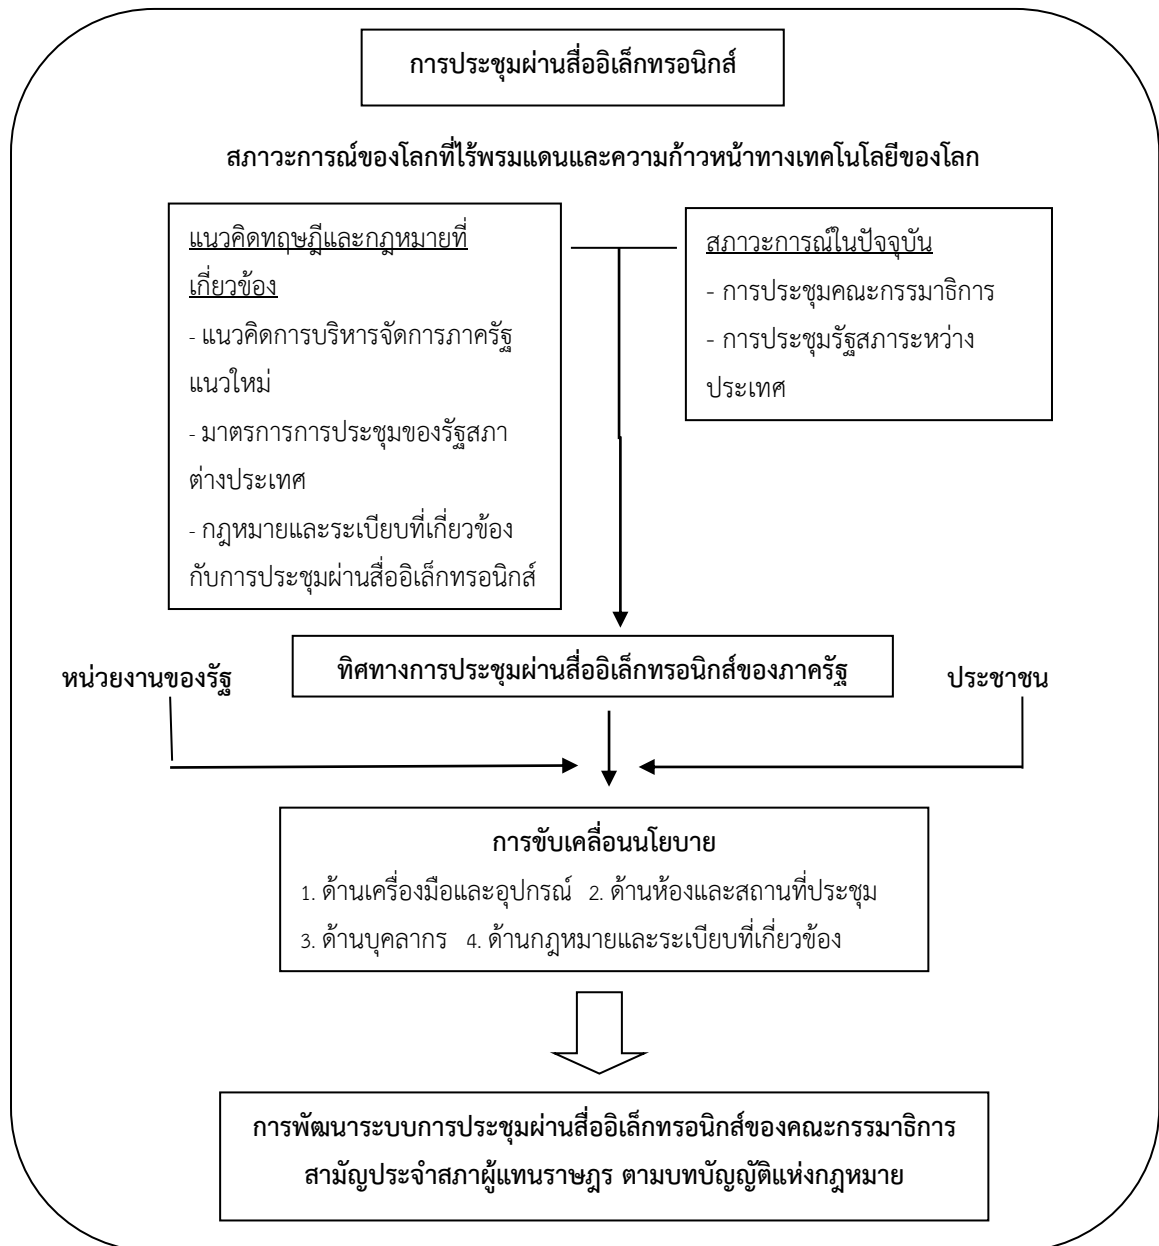 การประชุมผ่านสื่ออิเล็กทรอนิกส์
สภาวะการณ์ของโลกที่ไร้พรมแดนและความก้าวหน้าทางเทคโนโลยีของโลก
แนวคิดทฤษฎีและกฎหมายที่
เกี่ยวข้อง
- แนวคิดการบริหารจัดการภาครัฐ
แนวใหม่
- มาตรการการประชุมของรัฐสภา
ต่างประเทศ
- กฎหมายและระเบียบที่เกี่ยวข้อง
กับการประชุมผ่านสื่ออิเล็กทรอนิกส์
สภาวะการณ์ในปัจจุบัน
- การประชุมคณะกรรมาธิการ
- การประชุมรัฐสภาระหว่าง
ประเทศ
หน่วยงานของรัฐ
ทิศทางการประชุมผ่านสื่ออิเล็กทรอนิกส์ของภาครัฐ
ประชาชน
การขับเคลื่อนนโยบาย
1. ด้านเครื่องมือและอุปกรณ์ 2. ด้านห้องและสถานที่ประชุม
3. ด้านบุคลากร 4. ด้านกฎหมายและระเบียบที่เกี่ยวข้อง
การพัฒนาระบบการประชุมผ่านสื่ออิเล็กทรอนิกส์ของคณะกรรมาธิการ
สามัญประจำสภาผู้แทนราษฎร ตามบทบัญญัติแห่งกฎหมาย